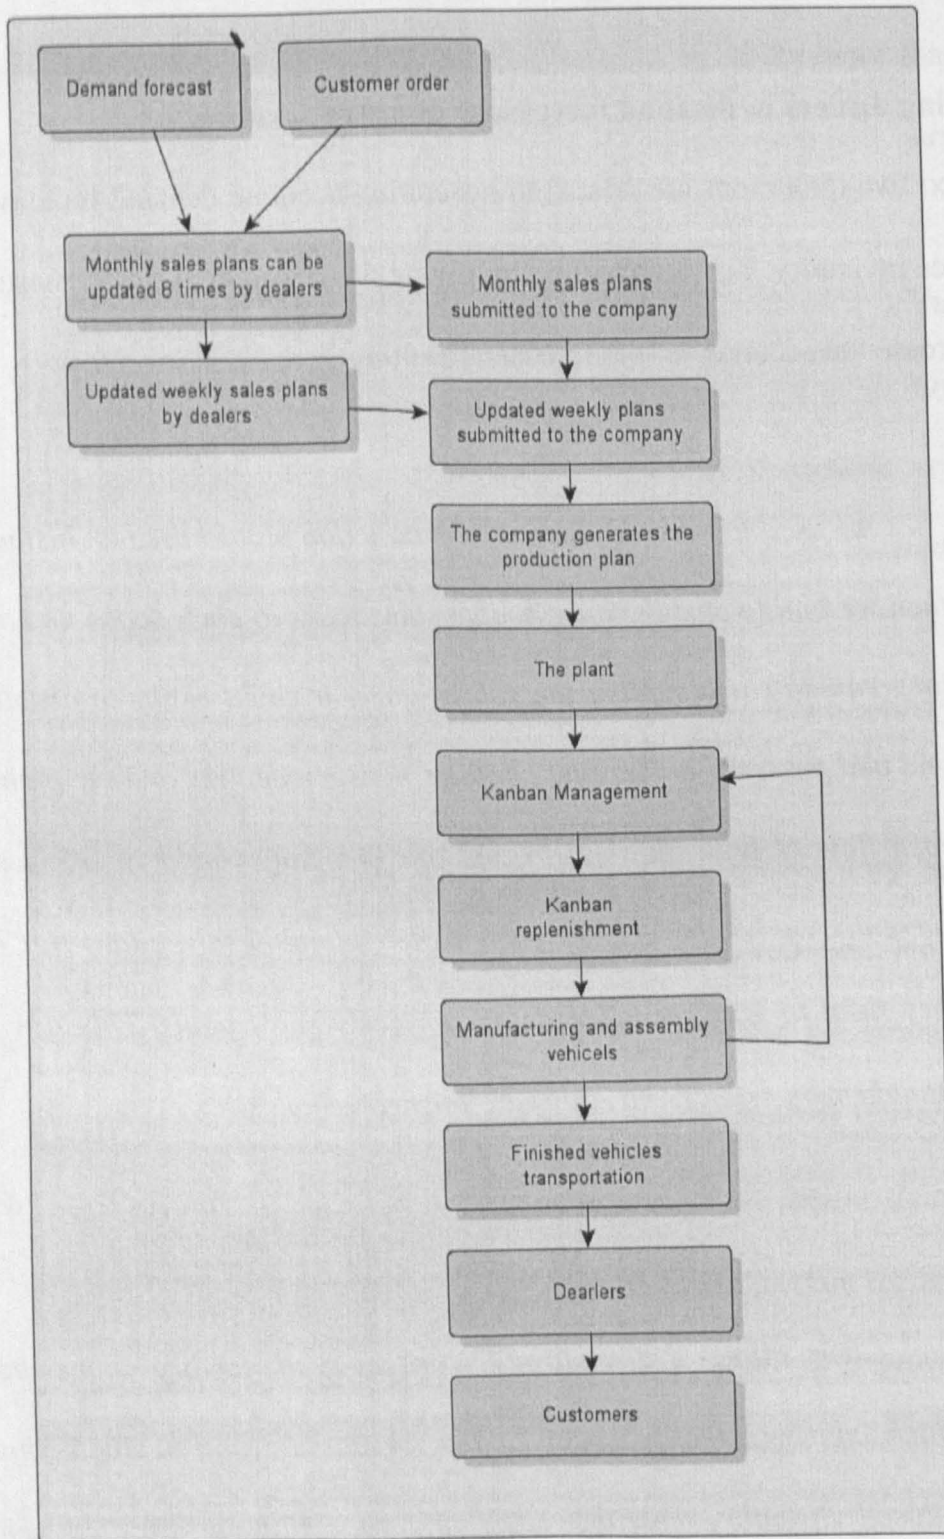 Demand forecast
Customer order
Monthly sales plans can be
updated 8 times by dealers
Monthly sales plans
submitted to the company
Updated weekly sales plans
by dealers
Updated weekly plans
submitted to the company
The company generates the
production plan
The plant
Kanban Management
Kanban
replenishment
Manufacturing and assembly
vehicels
Finished vehicles
transportation
Dearlers
Customers